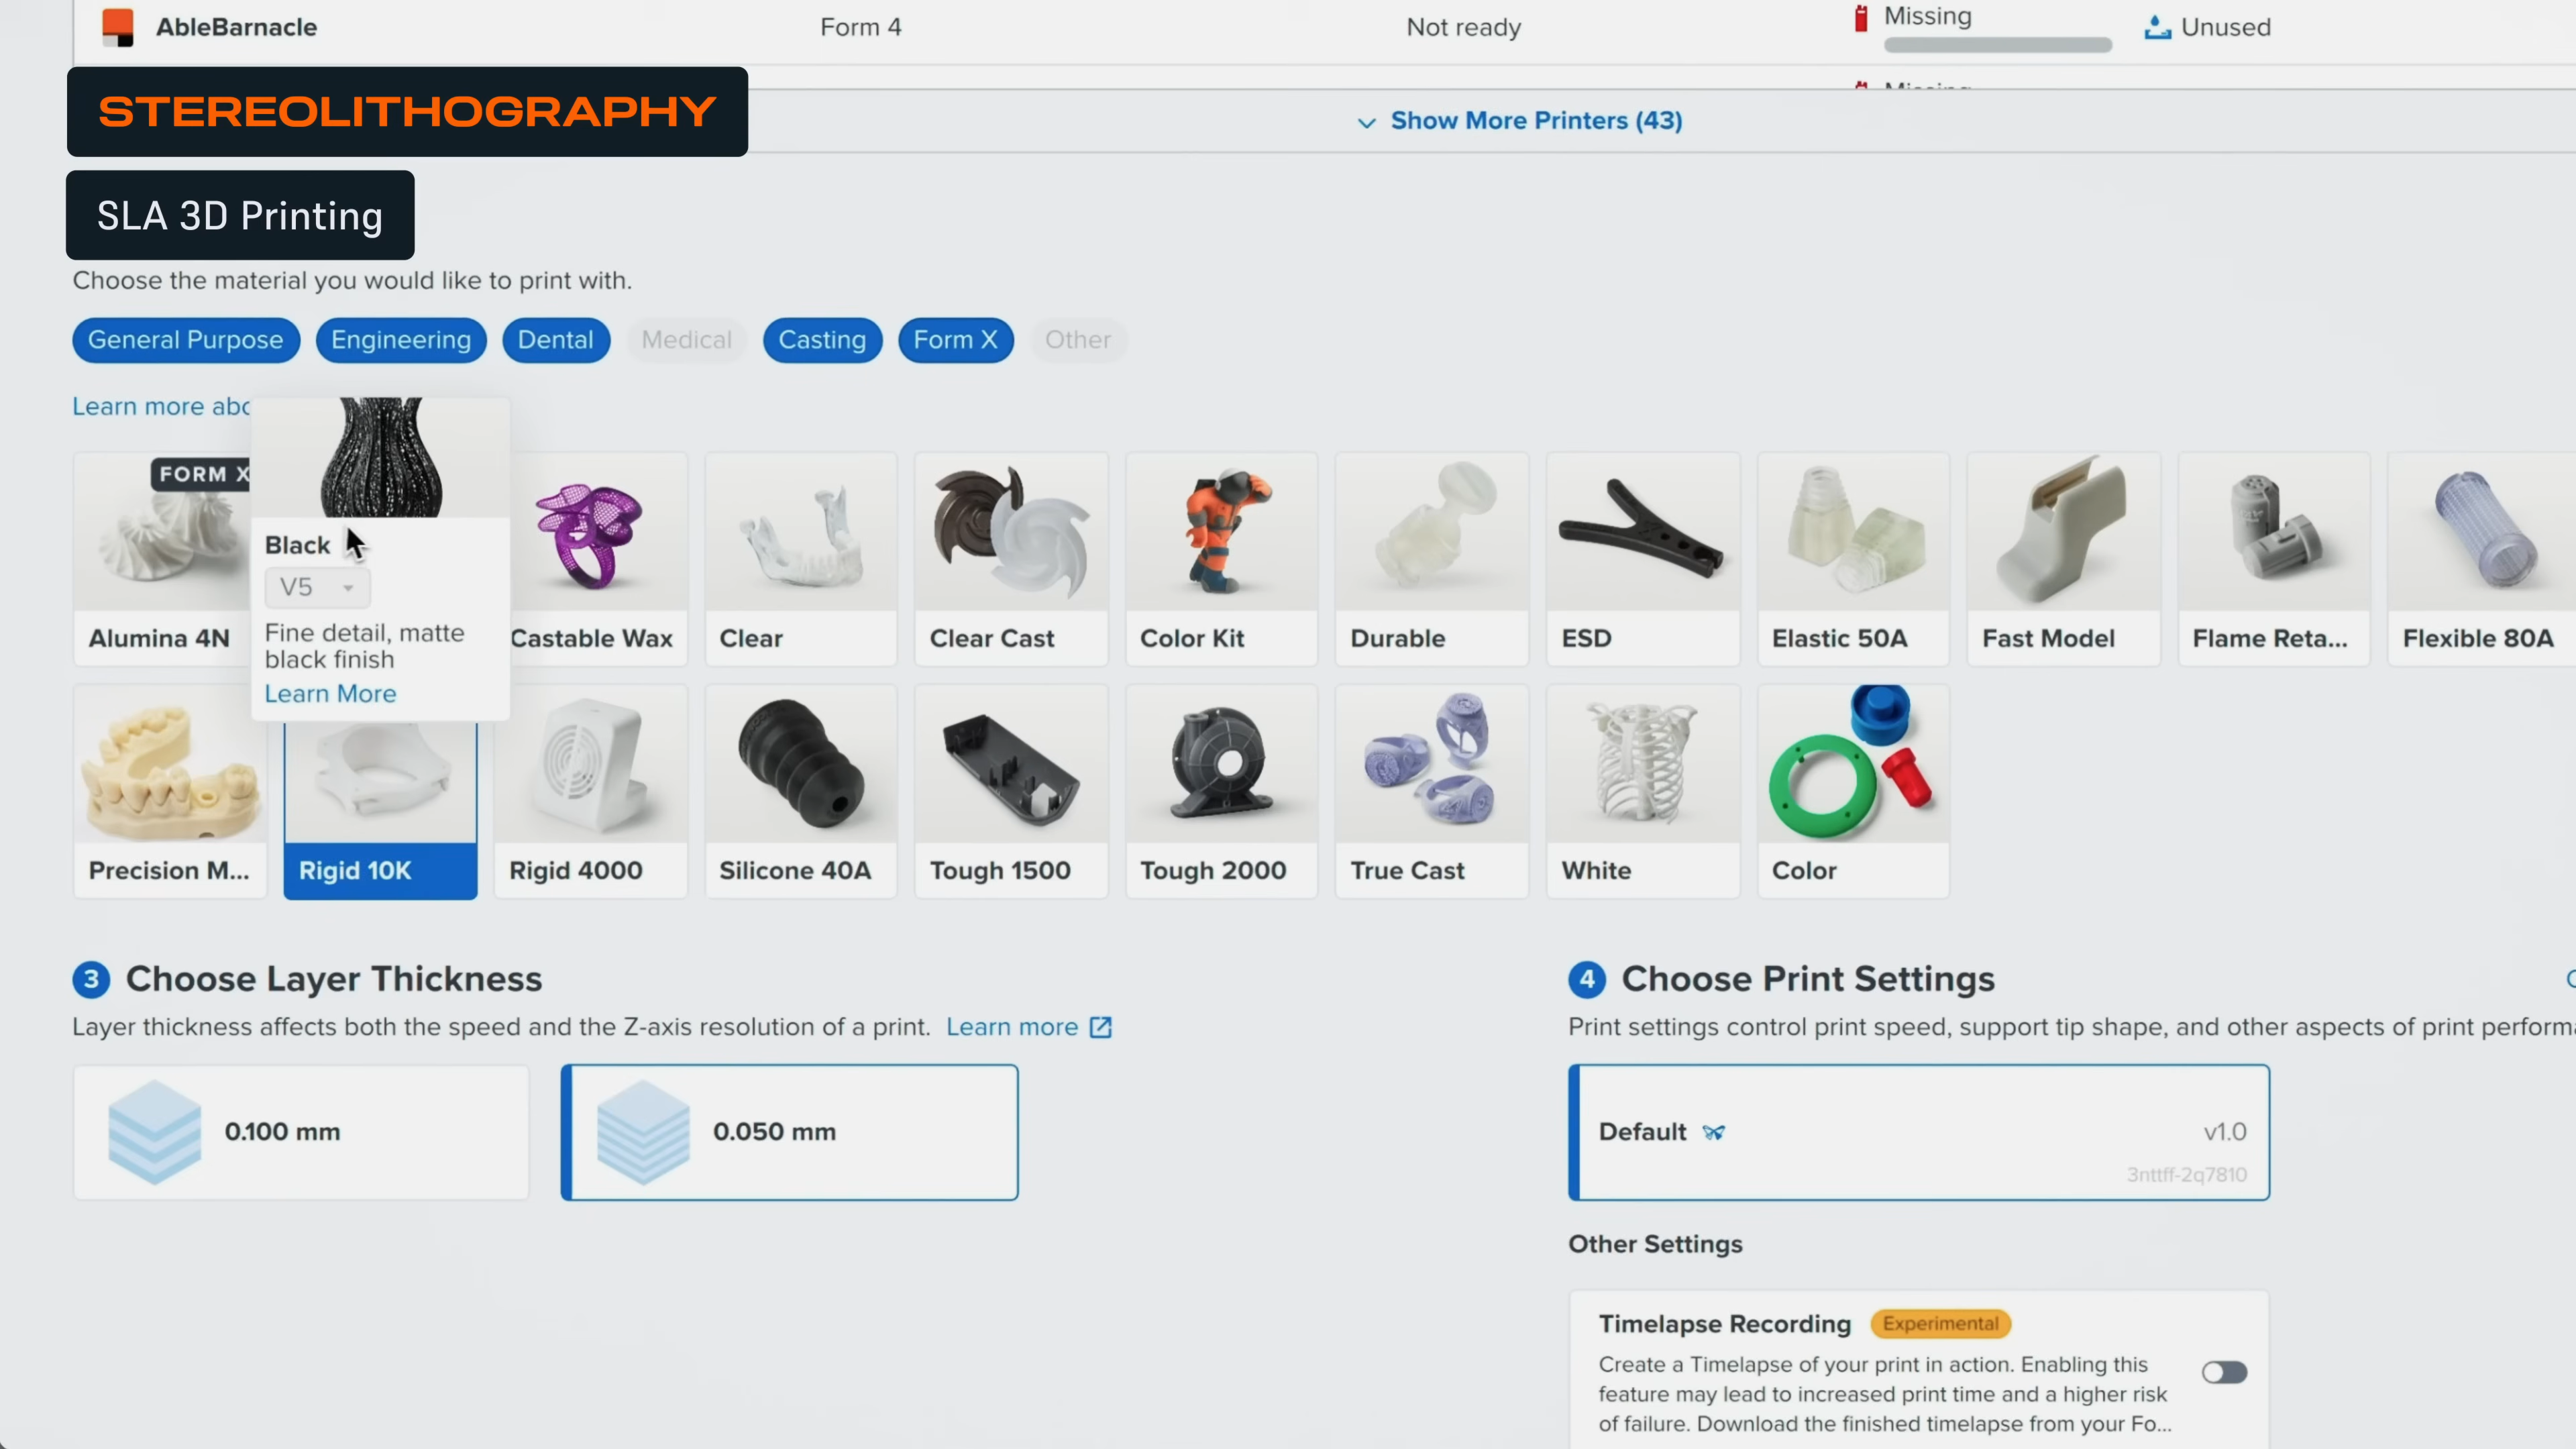 AbleBarnacle
Form 4
Not ready
Missing
Unused
STEREOLITHOGRAPHY
Show More Printers (43)
SLA 3D Printing
Choose the material you would like to print with.
General Purpose
Engineering
Dental
Medical
Casting
Form X
Other
Learn more
FORM X
Black
V5
Fine detail, matte
black finish
Learn More
Alumina 4N
Castable Wax
Clear
Clear Cast
Color Kit
Durable
ESD
Elastic 50A
Fast Model
Flame Reta...
Flexible 80A
Precision M...
Rigid 10K
Rigid 4000
Silicone 40A
Tough 1500
Tough 2000
True Cast
White
Color
3 Choose Layer Thickness
Layer thickness affects both the speed and the Z-axis resolution of a print. Learn more
0.100 mm
0.050 mm
4 Choose Print Settings
Print settings control print speed, support tip shape, and other aspects of print
Default
v1.0
3nttff-2q7810
Other Settings
Timelapse Recording
Experimental
Create a Timelapse of your print in action. Enabling this
feature may lead to increased print time and a higher risk
of failure. Download the finished timelapse from your Fo...